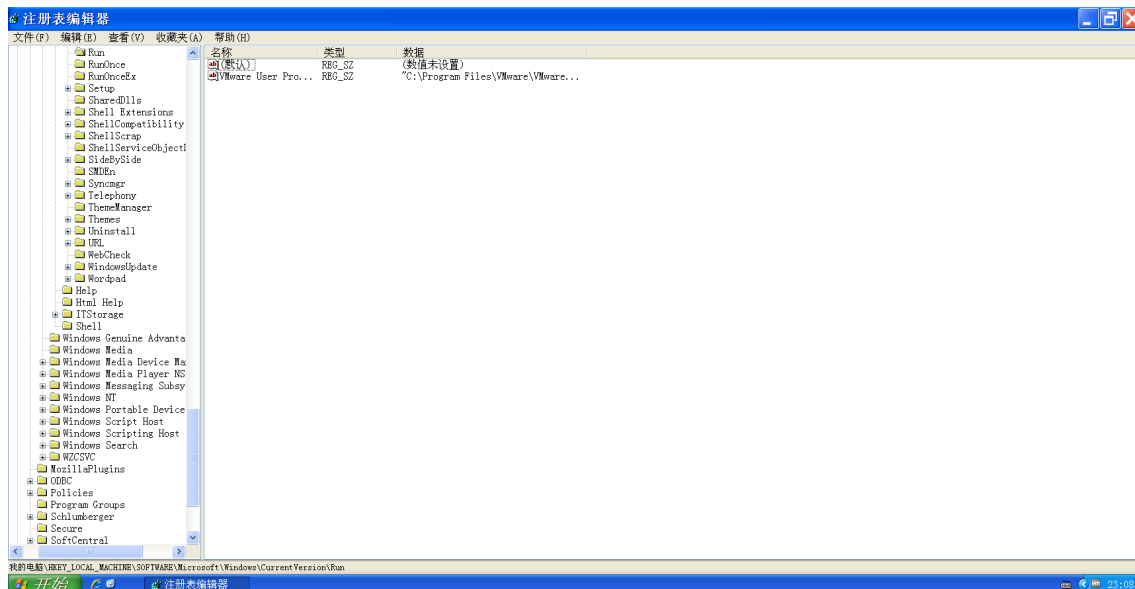 注册表编辑器
文件(F) 编辑(E) 查看(V) 收藏夹(A) 帮助(H)
Run
RunOnce
RunOnceEx
Setup
SharedDlls
Shell Extensions
ShellCompatibility
ShellScrap
ShellServiceObject
SideBySide
SMDEn
Syncmgr
Telephony
ThemeManager
Themes
Uninstall
URL
WebCheck
WindowsUpdate
Wordpad
Help
Html Help
ITStorage
Shell
Windows Genuine Advanta
Windows Media
Windows Media Device Ma
Windows Media Player NS
Windows Messaging Subsy
Windows NT
Windows Portable Device
Windows Script Host
Windows Scripting Host
Windows Search
WZCSVC
MozillaPlugins
ODBC
Policies
Program Groups
Schlumberger
Secure
SoftCentral
名称 类型 数据
(默认) REG_SZ (数值未设置)
VMware User Pro... REG_SZ "C:\Program Files\VMware\VMware...
我的电脑\HKEY_LOCAL_MACHINE\SOFTWARE\Microsoft\Windows\CurrentVersion\Run
开始 注册表编辑器 23:08